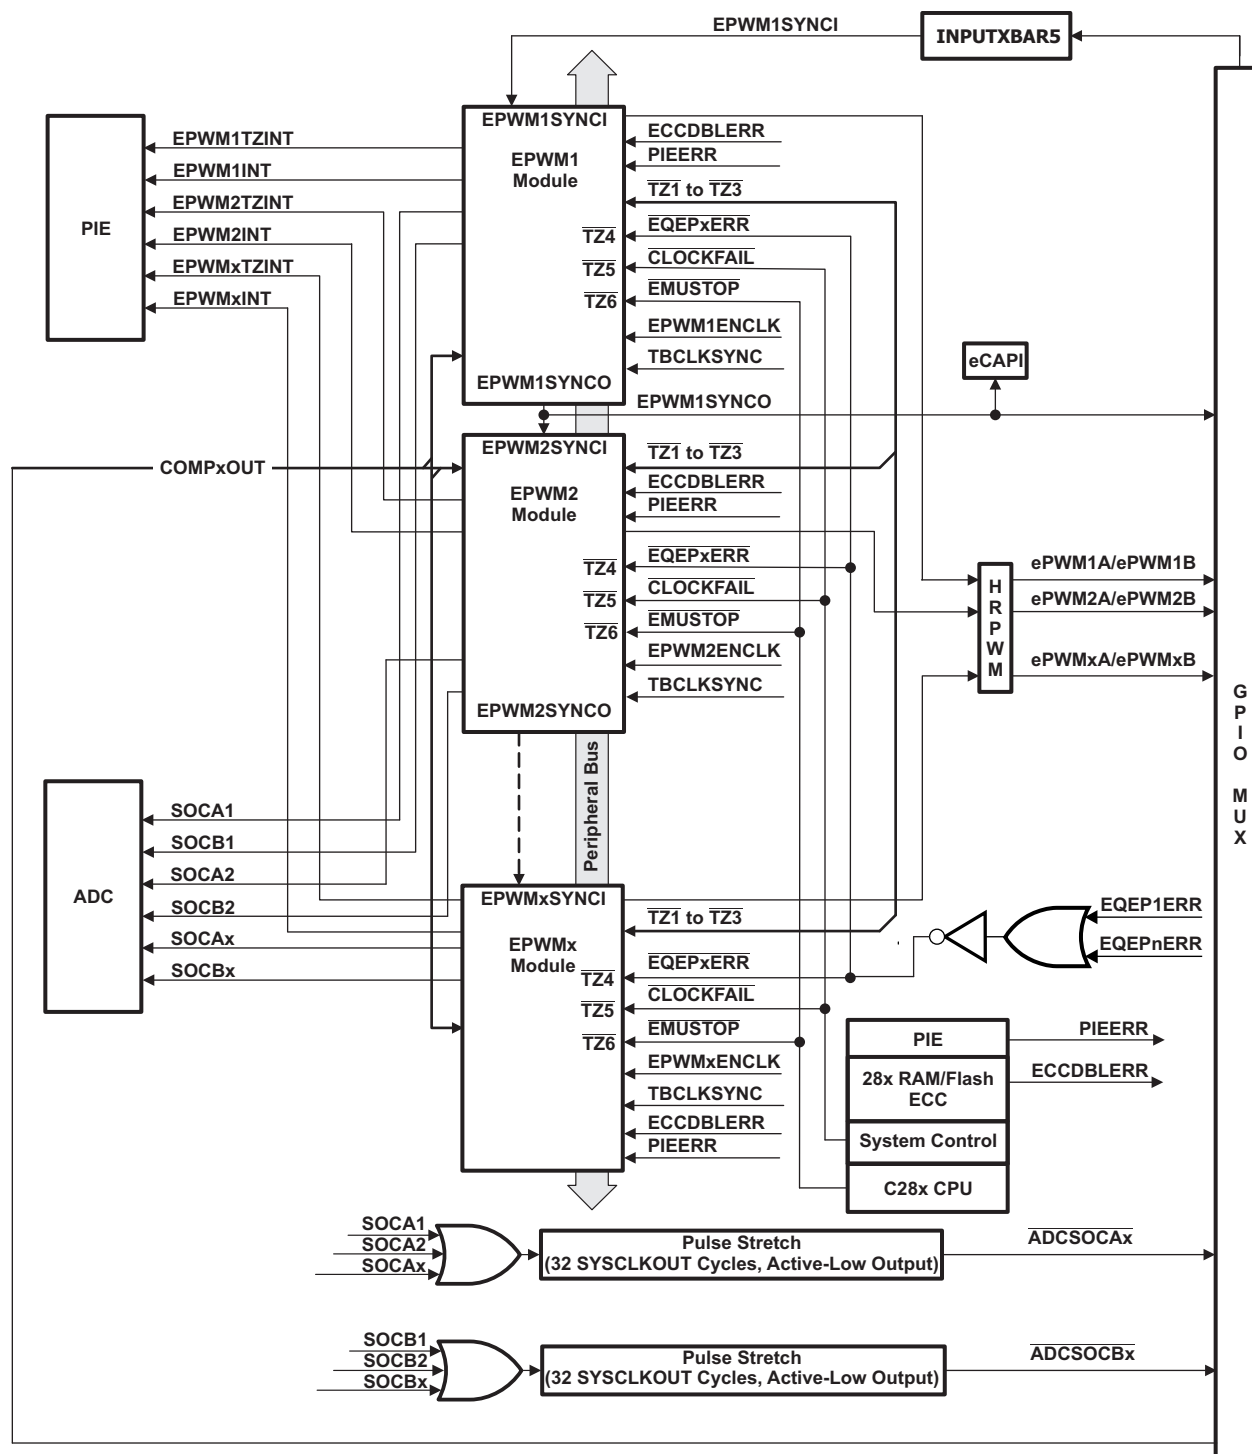 EPWM1SYNCI
INPUTXBAR5
EPWM1SYNCI
EPWM1
Module
TZ4
TZ5
TZ6
EPWM1SYNCO
PIE
EPWM1TZINT
EPWM1INT
EPWM2TZINT
EPWM2INT
EPWMxTZINT
EPWMxINT
ECCDBLERR
PIEERR
TZ1 to TZ3
EQEPxERR
CLOCKFAIL
EMUSTOP
EPWM1ENCLK
TBCLKSYNC
eCAPI
EPWM1SYNCO
COMPxOUT
EPWM2SYNCI
EPWM2
Module
TZ4
TZ5
TZ6
EPWM2SYNCO
TZ1 to TZ3
ECCDBLERR
PIEERR
EQEPxERR
CLOCKFAIL
EMUSTOP
EPWM2ENCLK
TBCLKSYNC
HRPWM
ePWM1A/ePWM1B
ePWM2A/ePWM2B
ePWMxA/ePWMxB
GPIO MUX
Peripheral Bus
ADC
SOCA1
SOCB1
SOCA2
SOCB2
SOCAx
SOCBx
EPWMxSYNCI
EPWMx
Module
TZ4
TZ5
TZ6
TZ1 to TZ3
EQEPxERR
CLOCKFAIL
EMUSTOP
EPWMxENCLK
TBCLKSYNC
ECCDBLERR
PIEERR
EQEP1ERR
EQEPnERR
PIE
PIEERR
28x RAM/Flash
ECC
ECCDBLERR
System Control
C28x CPU
SOCA1
SOCA2
SOCAx
Pulse Stretch
(32 SYSCLKOUT Cycles, Active-Low Output)
ADCSOCAx
SOCB1
SOCB2
SOCBx
Pulse Stretch
(32 SYSCLKOUT Cycles, Active-Low Output)
ADCSOCBx